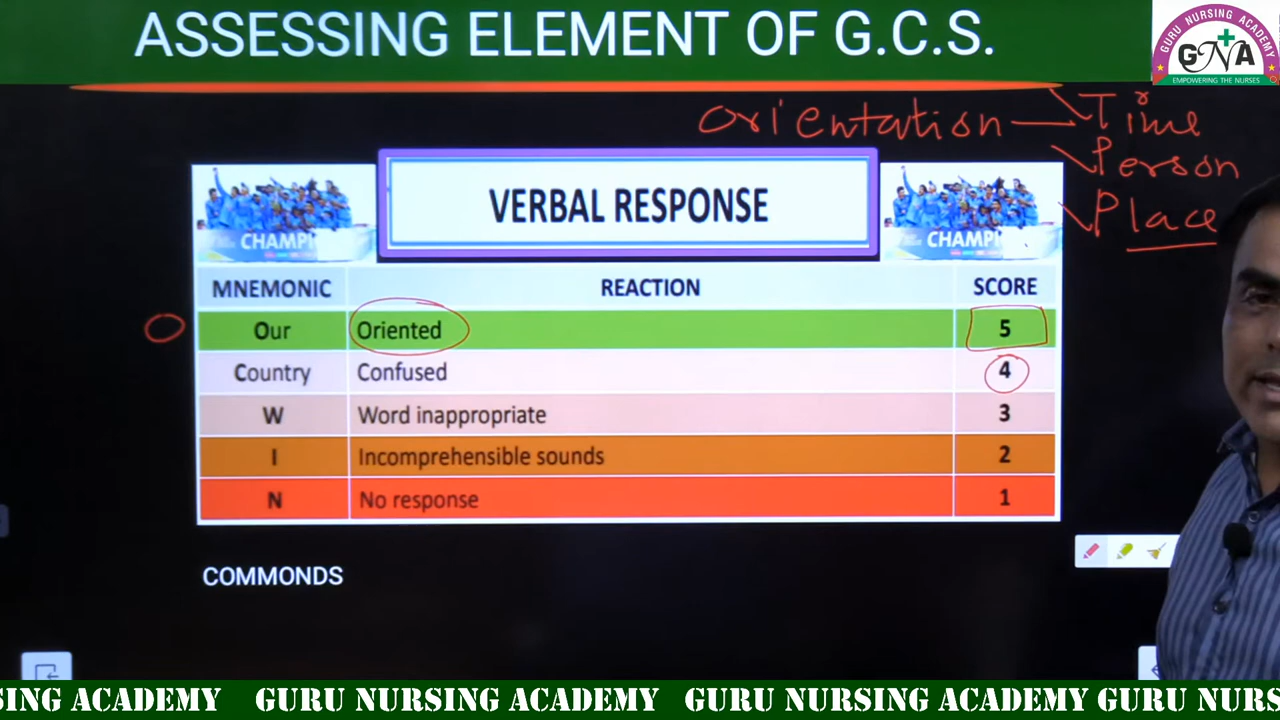 ASSESSING ELEMENT OF G.C.S.
GURU NURSING ACADEMY
GNA
EMPOWERING THE NURSES
Orientation Time
Person
Place
VERBAL RESPONSE
CHAMPI
CHAMPI
MNEMONIC REACTION SCORE
O Our Oriented 5
Country Confused 4
W Word inappropriate 3
I Incomprehensible sounds 2
N No response 1
COMMONDS
SING ACADEMY GURU NURSING ACADEMY GURU NURSING ACADEMY GURU NURS